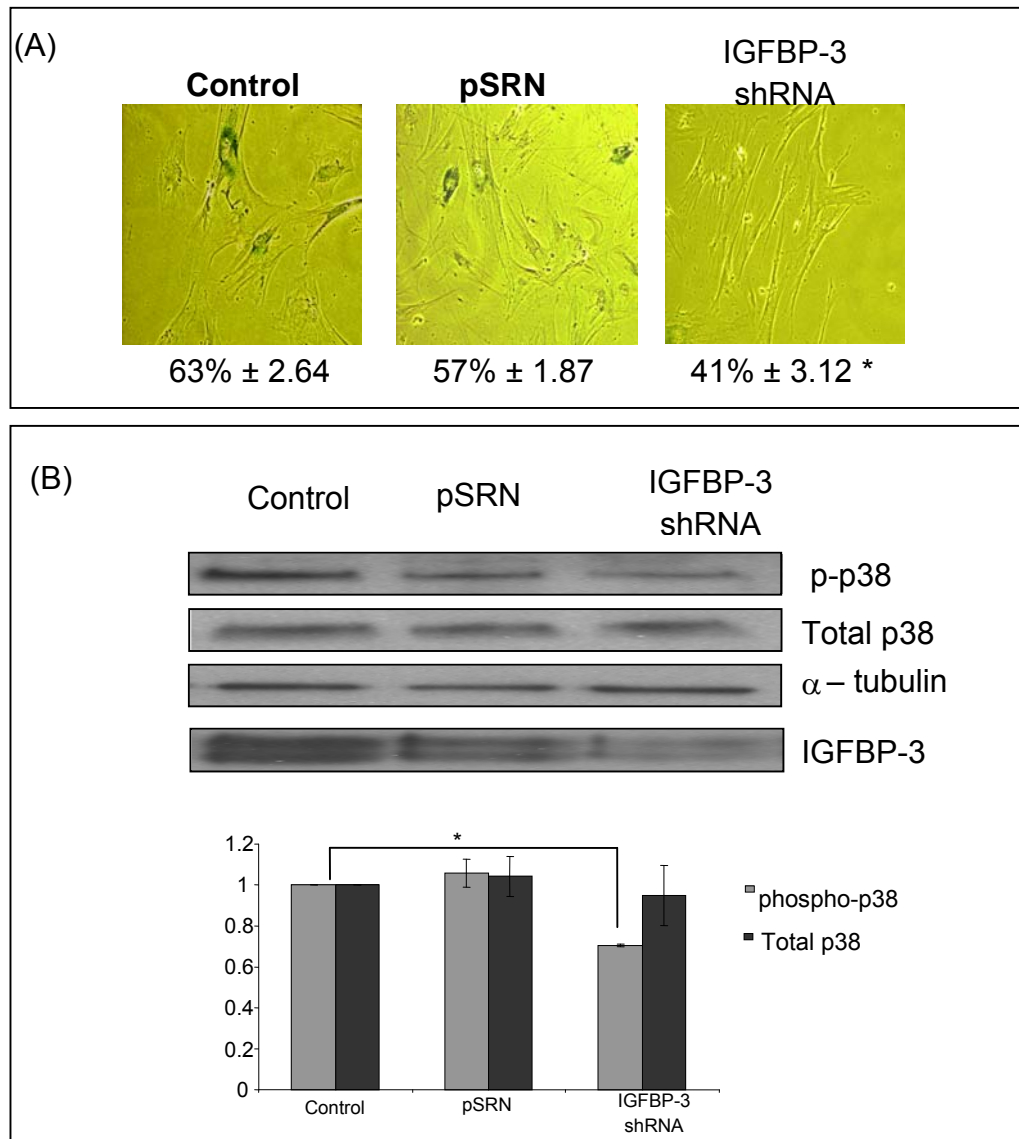 (A)
Control
pSRN
IGFBP-3
shRNA
63% ± 2.64
57% ± 1.87
41% ± 3.12 *
(B)
Control
pSRN
IGFBP-3
shRNA
p-p38
Total p38
α – tubulin
IGFBP-3
*
1.2
1
0.8
0.6
0.4
0.2
0
phospho-p38
Total p38
Control
pSRN
IGFBP-3
shRNA